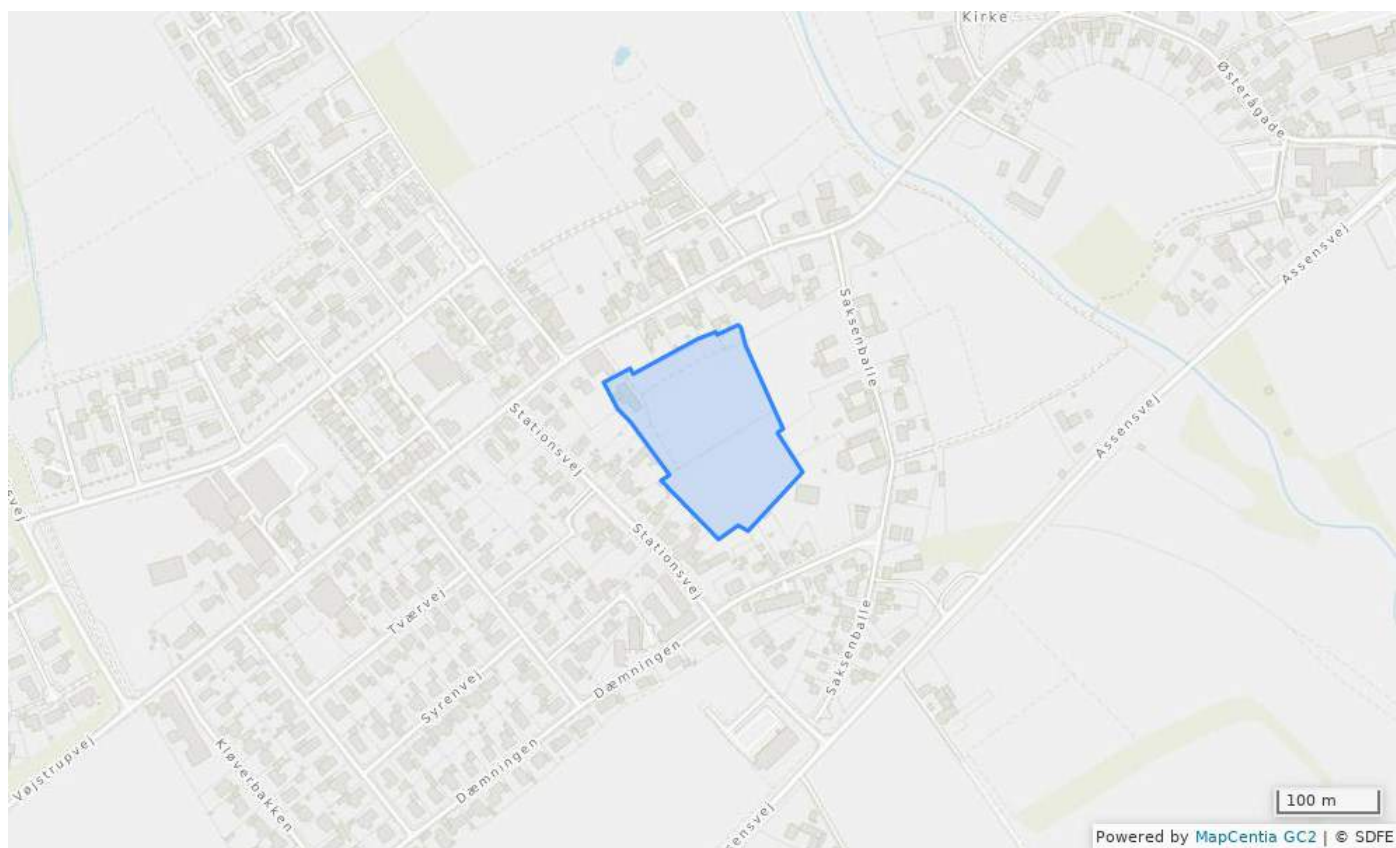 Kirke
Østerågade
Assensvej
Saksenballe
Stationsvej
Assensvej
Stationsvej
Tværvej
Saksenballe
Dæmningen
Syrenvej
Dæmningen
Vøjstrupvej
Kløverbakken
100 m
Powered by MapCentia GC2 | © SDFE